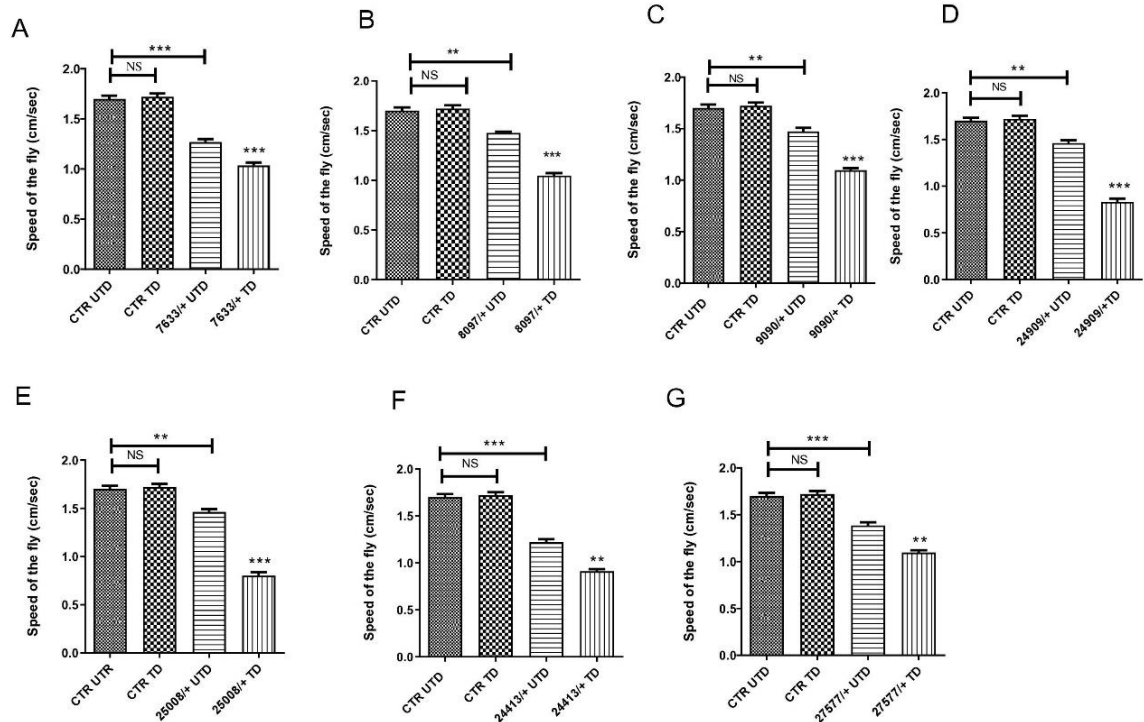 A
***
NS
2.0
1.5
1.0
0.5
0.0
***
Speed of the fly (cm/sec)
CTR UTD
CTR TD
7633/+ UTD
7633/+ TD
B
**
NS
2.0
1.5
1.0
0.5
0.0
***
Speed of the fly (cm/sec)
CTR UTD
CTR TD
8097/+ UTD
8097/+ TD
C
**
NS
2.0
1.5
1.0
0.5
0.0
***
Speed of the fly (cm/sec)
CTR UTD
CTR TD
9090/+ UTD
9090/+ TD
D
**
NS
2.0
1.5
1.0
0.5
0.0
***
Speed of the fly (cm/sec)
CTR UTD
CTR TD
24909/+ UTD
24909/+TD
E
**
NS
2.0
1.5
1.0
0.5
0.0
***
Speed of the fly (cm/sec)
CTR UTR
CTR TD
25008/+ UTD
25008/+ TD
F
***
NS
2.0
1.5
1.0
0.5
0.0
**
Speed of the fly (cm/sec)
CTR UTD
CTR TD
24413/+ UTD
24413/+ TD
G
***
NS
2.0
1.5
1.0
0.5
0.0
**
Speed of the fly (cm/sec)
CTR UTD
CTR TD
27577/+ UTD
27577/+ TD